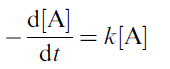 − d[A]/dt = k[A]